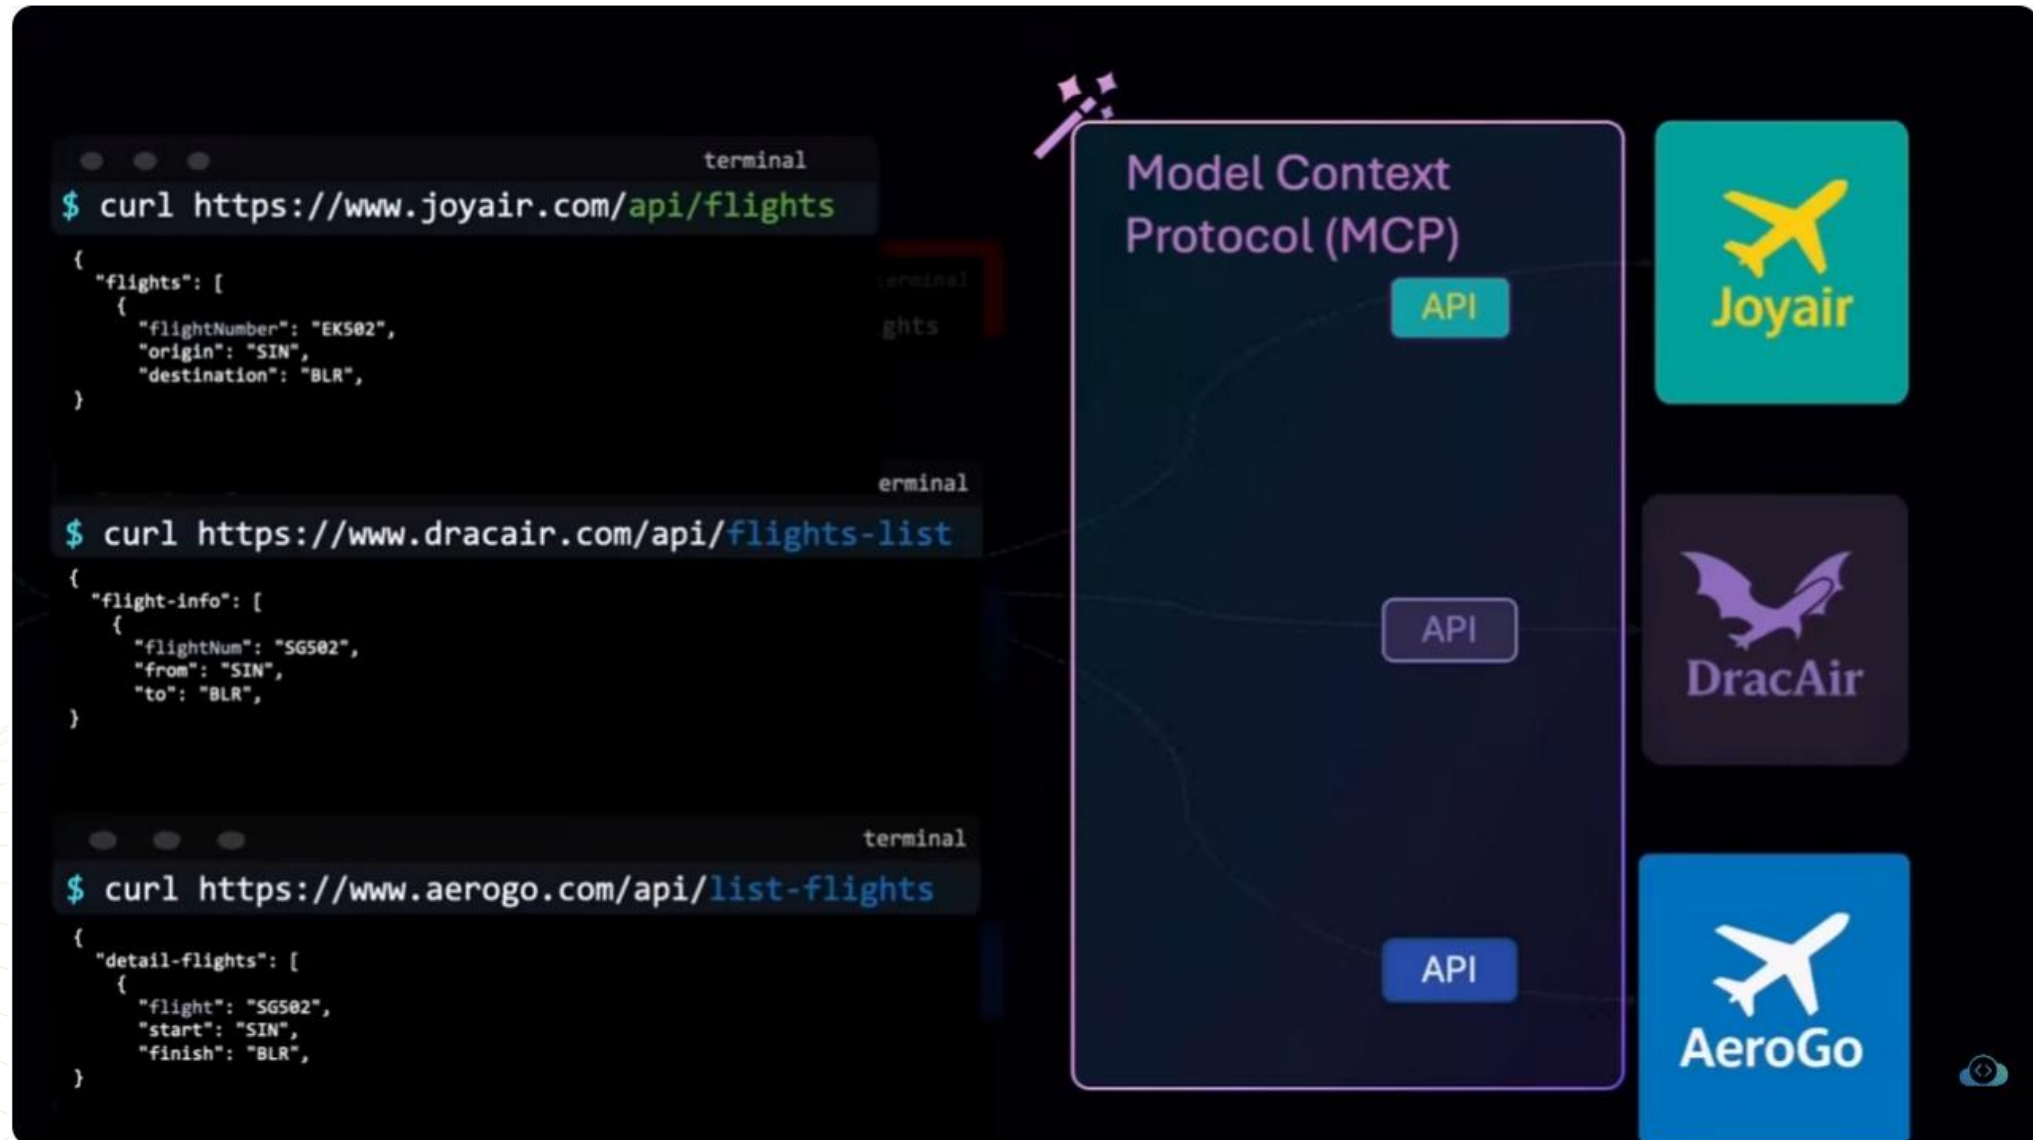 terminal
$ curl https://www.joyair.com/api/flights
{
"flights": [
{
"flightNumber": "EK502",
"origin": "SIN",
"destination": "BLR",
}
erminal
ghts
erminal
$ curl https://www.dracair.com/api/flights-list
{
"flight-info": [
{
"flightNum": "SG502",
"from": "SIN",
"to": "BLR",
}
terminal
$ curl https://www.aerogo.com/api/list-flights
{
"detail-flights": [
{
"flight": "SG502",
"start": "SIN",
"finish": "BLR",
}
Model Context
Protocol (MCP)
API
API
API
Joyair
DracAir
AeroGo